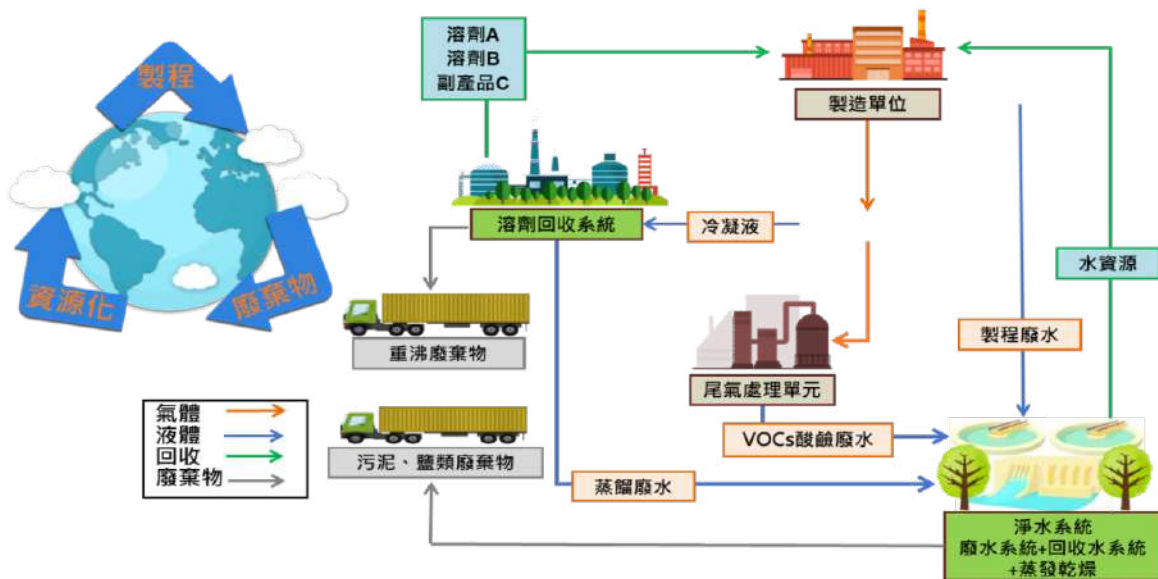 製程
廢棄物
資源化
溶劑A
溶劑B
副產品C
製造單位
溶劑回收系統
冷凝液
水資源
重沸廢棄物
製程廢水
尾氣處理單元
氣體
液體
回收
廢棄物
污泥、鹽類廢棄物
VOCs酸鹼廢水
蒸餾廢水
淨水系統
廢水系統+回收水系統
+蒸發乾燥